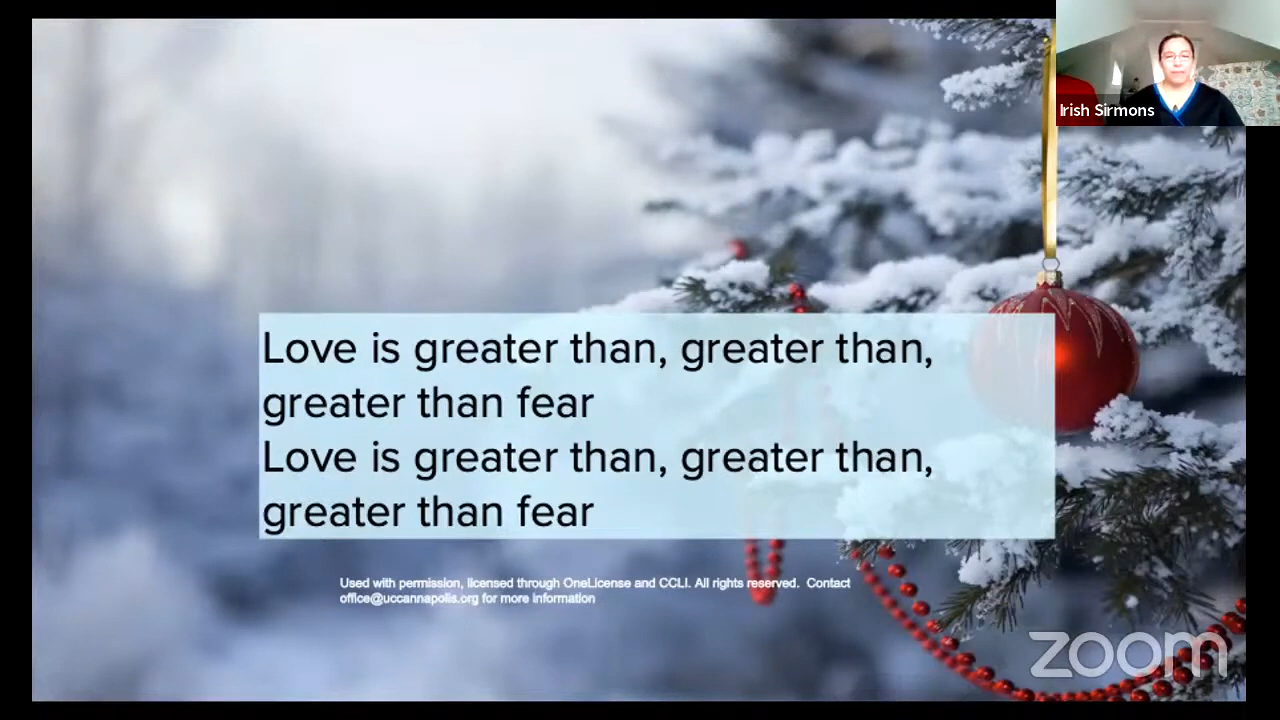 Irish Sirmons
Love is greater than, greater than,
greater than fear
Love is greater than, greater than,
greater than fear
Used with permission, licensed through OneLicense and CCLI. All rights reserved.  Contact
office@uccannapolis.org for more information
zoom